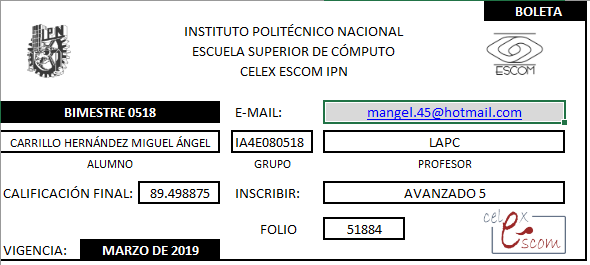 BOLETA
IPN
INSTITUTO POLITÉCNICO NACIONAL
ESCUELA SUPERIOR DE CÓMPUTO
CELEX ESCOM IPN
ESCOM
BIMESTRE 0518 E-MAIL: mangel.45@hotmail.com
CARRILLO HERNÁNDEZ MIGUEL ÁNGEL IA4E080518 LAPC
ALUMNO GRUPO PROFESOR
CALIFICACIÓN FINAL: 89.498875 INSCRIBIR: AVANZADO 5
FOLIO 51884
celex
Escom
VIGENCIA: MARZO DE 2019